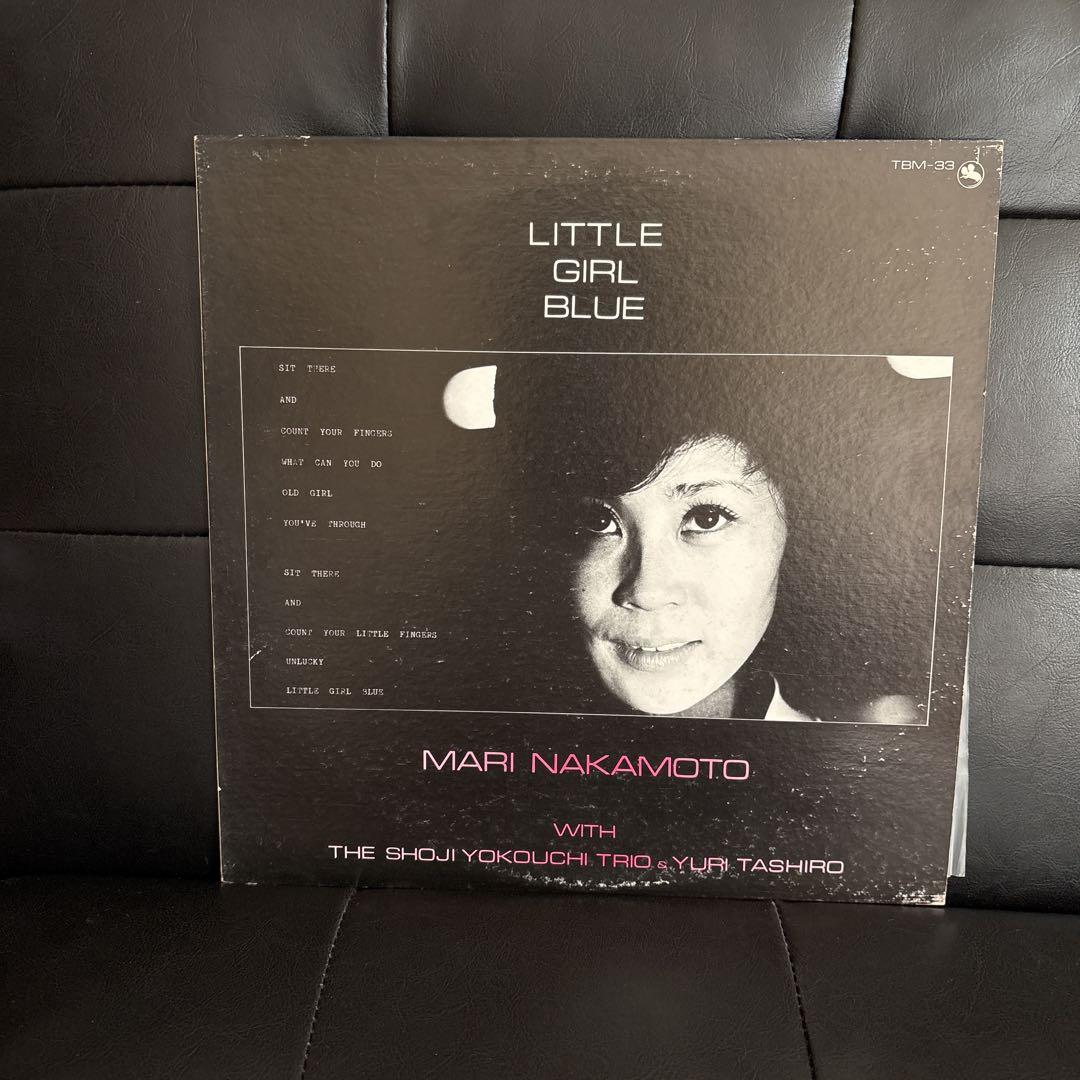 TBM-33
LITTLE
GIRL
BLUE
SIT THERE
AND
COUNT YOUR FINGERS
WHAT CAN YOU DO
OLD GIRL
YOU'VE THROUGH
SIT THERE
AND
COUNT YOUR LITTLE FINGERS
UNLUCKY
LITTLE GIRL BLUE
MARI NAKAMOTO
WITH
THE SHOJI YOKOUCHI TRIO & YURI TASHIRO